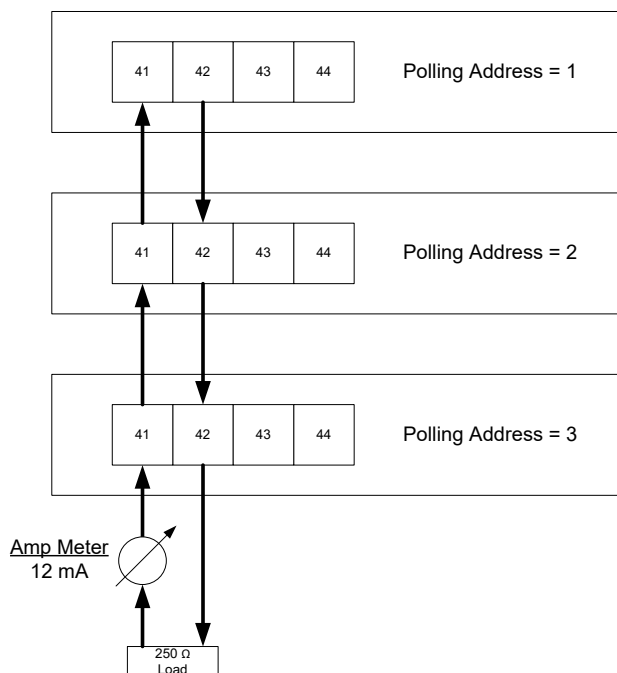 41 42 43 44 Polling Address = 1
41 42 43 44 Polling Address = 2
41 42 43 44 Polling Address = 3
Amp Meter
12 mA
250 Ω
Load